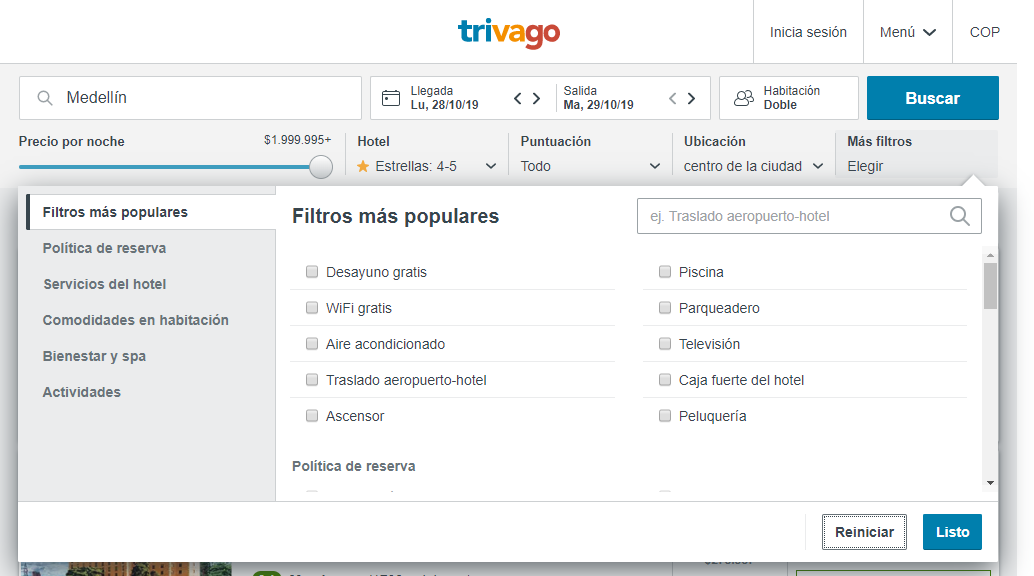 trivago
Inicia sesión
Menú
COP
Medellín
Llegada
Lu, 28/10/19
Salida
Ma, 29/10/19
Habitación
Doble
Buscar
Precio por noche
$1.999.995+
Hotel
Estrellas: 4-5
Puntuación
Todo
Ubicación
centro de la ciudad
Más filtros
Elegir
Filtros más populares
Política de reserva
Servicios del hotel
Comodidades en habitación
Bienestar y spa
Actividades
Filtros más populares
ej. Traslado aeropuerto-hotel
Desayuno gratis
Piscina
WiFi gratis
Parqueadero
Aire acondicionado
Televisión
Traslado aeropuerto-hotel
Caja fuerte del hotel
Ascensor
Peluquería
Política de reserva
Reiniciar
Listo